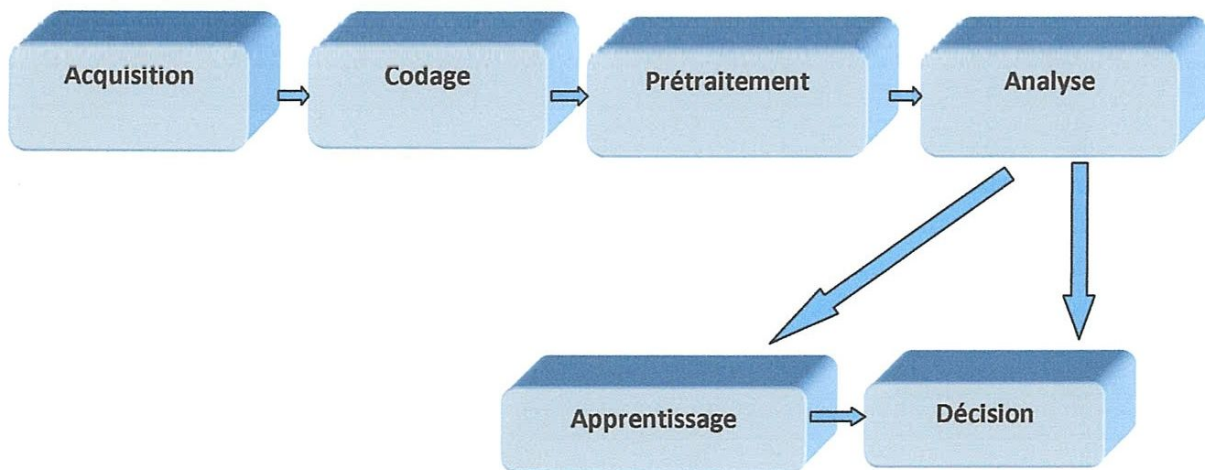 Acquisition
Codage
Prétraitement
Analyse
Apprentissage
Décision